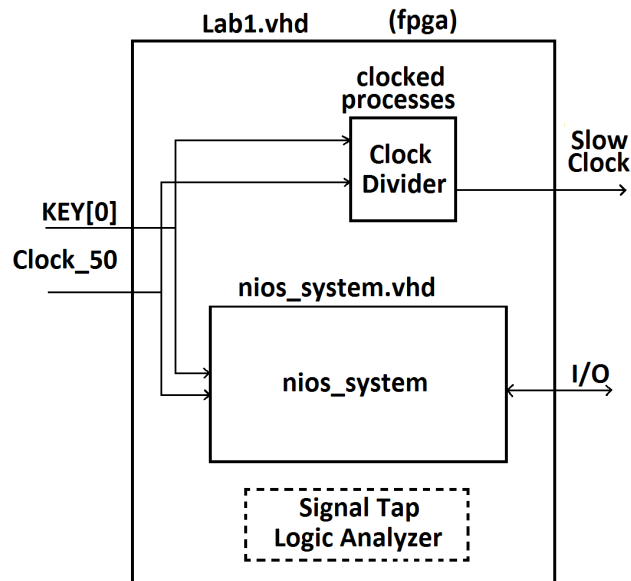 Lab1.vhd (fpga)
clocked
processes
Clock
Divider
Slow
Clock
KEY[0]
Clock_50
nios_system.vhd
nios_system
I/O
Signal Tap
Logic Analyzer